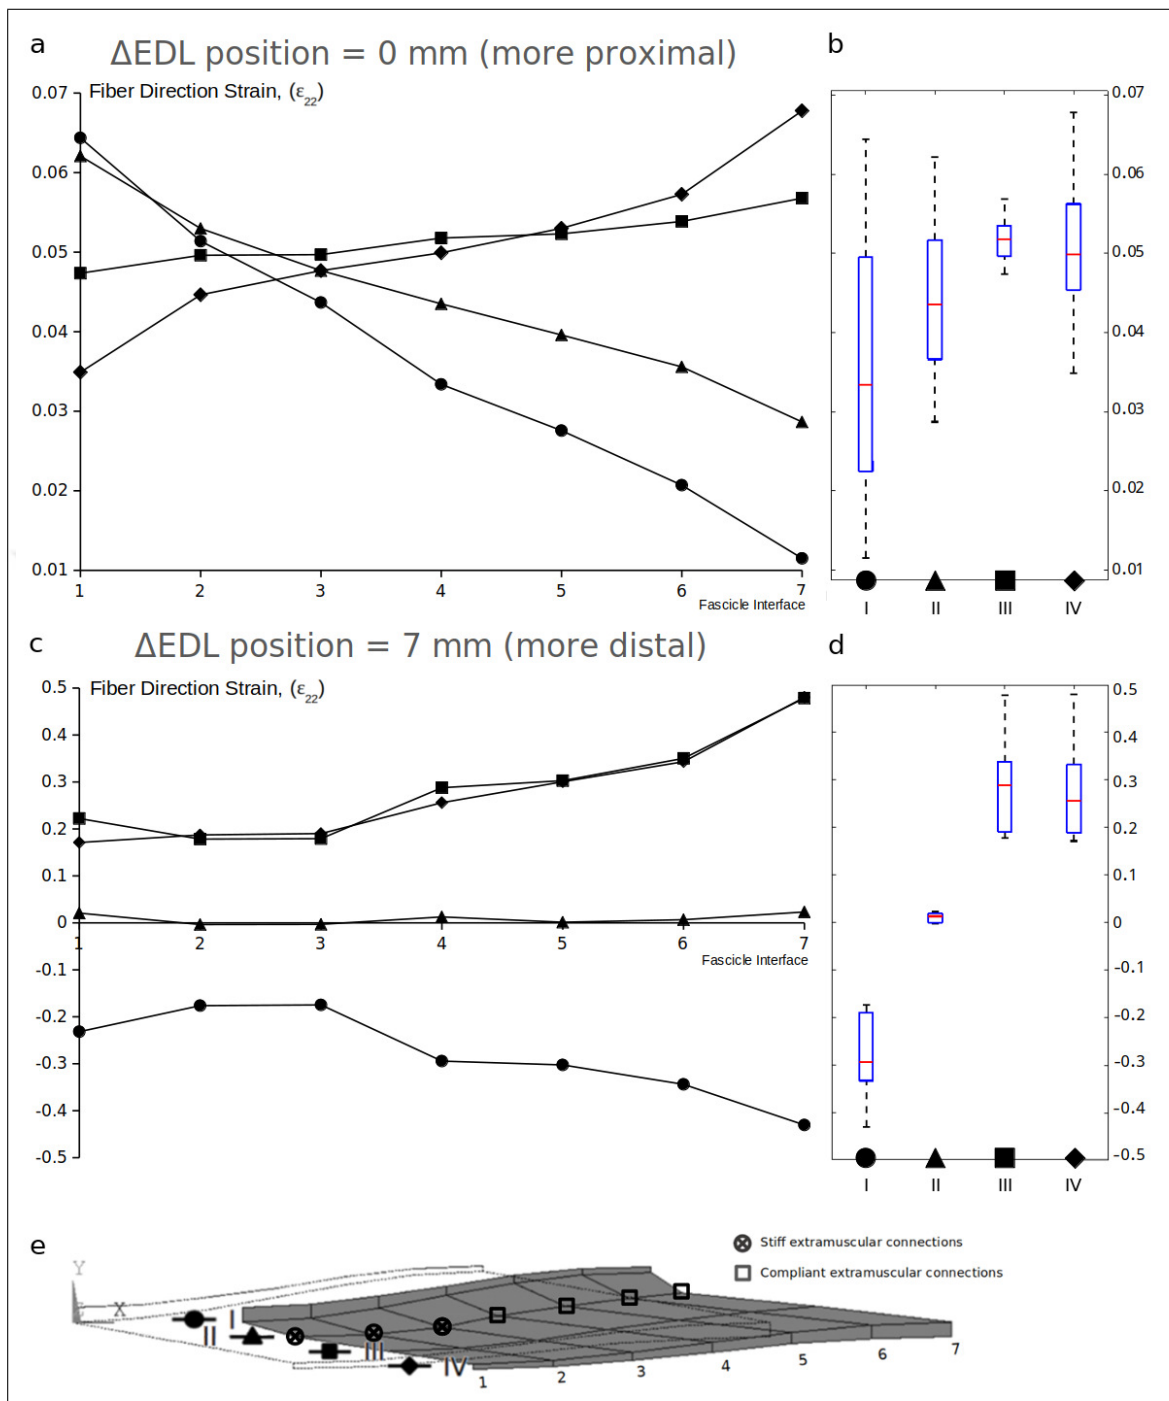 a
ΔEDL position = 0 mm (more proximal)
b
Fiber Direction Strain, (ε22)
0.07
0.06
0.05
0.04
0.03
0.02
0.01
1 2 3 4 5 6 7
Fascicle Interface
0.07
0.06
0.05
0.04
0.03
0.02
0.01
I II III IV
c
ΔEDL position = 7 mm (more distal)
d
Fiber Direction Strain, (ε22)
0.5
0.4
0.3
0.2
0.1
0
-0.1
-0.2
-0.3
-0.4
-0.5
1 2 3 4 5 6 7
Fascicle Interface
0.5
0.4
0.3
0.2
0.1
0
-0.1
-0.2
-0.3
-0.4
-0.5
I II III IV
e
Stiff extramuscular connections
Compliant extramuscular connections
Y
X
I
II
III
IV
1 2 3 4 5 6 7